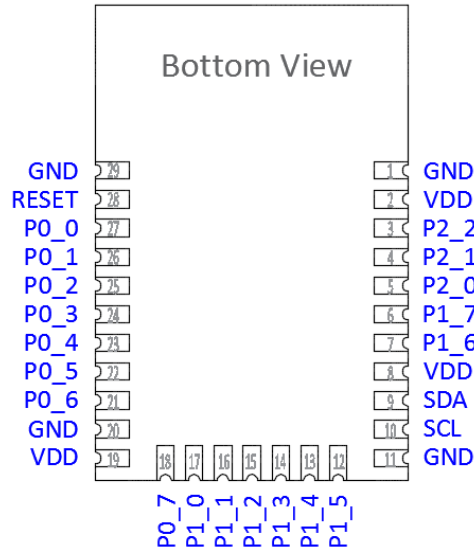 Bottom View
GND 29 1 GND
RESET 28 2 VDD
P0_0 27 3 P2_2
P0_1 26 4 P2_1
P0_2 25 5 P2_0
P0_3 24 6 P1_7
P0_4 23 7 P1_6
P0_5 22 8 VDD
P0_6 21 9 SDA
GND 20 10 SCL
VDD 19 11 GND
18 17 16 15 14 13 12
P0_7 P1_0 P1_1 P1_2 P1_3 P1_4 P1_5